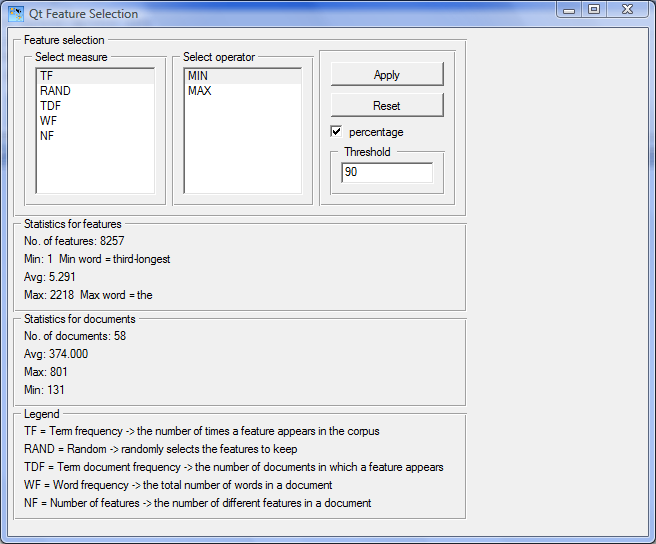 Qt Feature Selection
Feature selection
Select measure
TF
RAND
TDF
WF
NF
Select operator
MIN
MAX
Apply
Reset
percentage
Threshold
90
Statistics for features
No. of features: 8257
Min: 1  Min word = third-longest
Avg: 5.291
Max: 2218  Max word = the
Statistics for documents
No. of documents: 58
Avg: 374.000
Max: 801
Min: 131
Legend
TF = Term frequency -> the number of times a feature appears in the corpus
RAND = Random -> randomly selects the features to keep
TDF = Term document frequency -> the number of documents in which a feature appears
WF = Word frequency -> the total number of words in a document
NF = Number of features -> the number of different features in a document